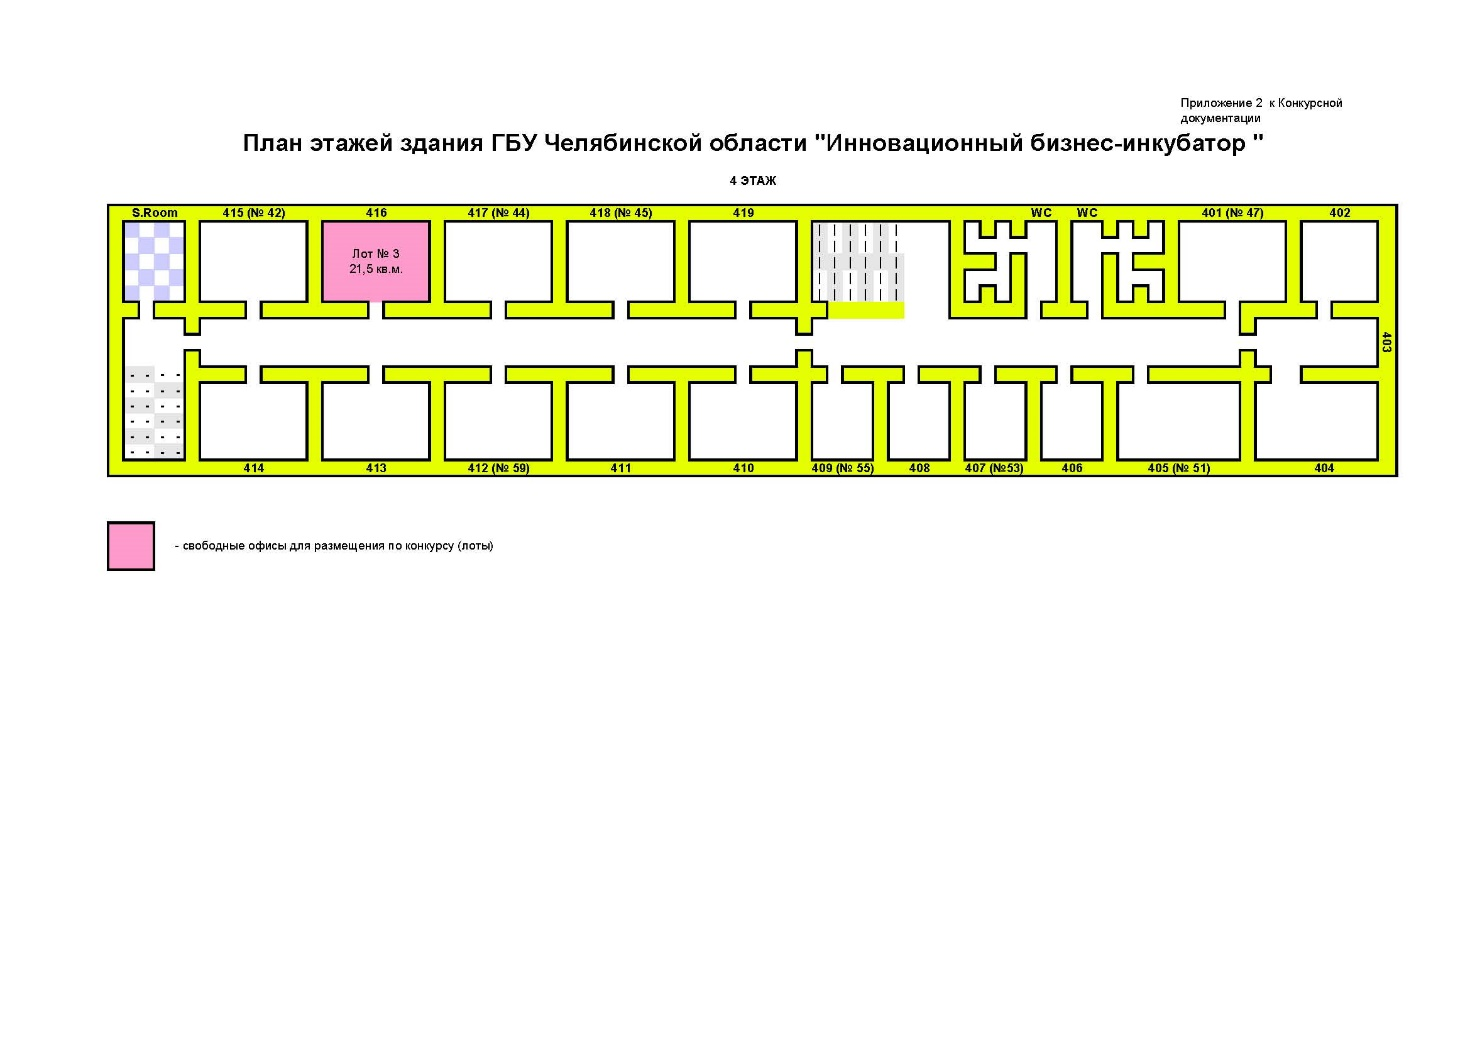 Приложение 2 к Конкурсной
документации
План этажей здания ГБУ Челябинской области "Инновационный бизнес-инкубатор "
4 ЭТАЖ
S.Room 415 (№ 42) 416 417 (№ 44) 418 (№ 45) 419 WC WC 401 (№ 47) 402
Лот № 3
21,5 кв.м.
403
414 413 412 (№ 59) 411 410 409 (№ 55) 408 407 (№53) 406 405 (№ 51) 404
- свободные офисы для размещения по конкурсу (лоты)